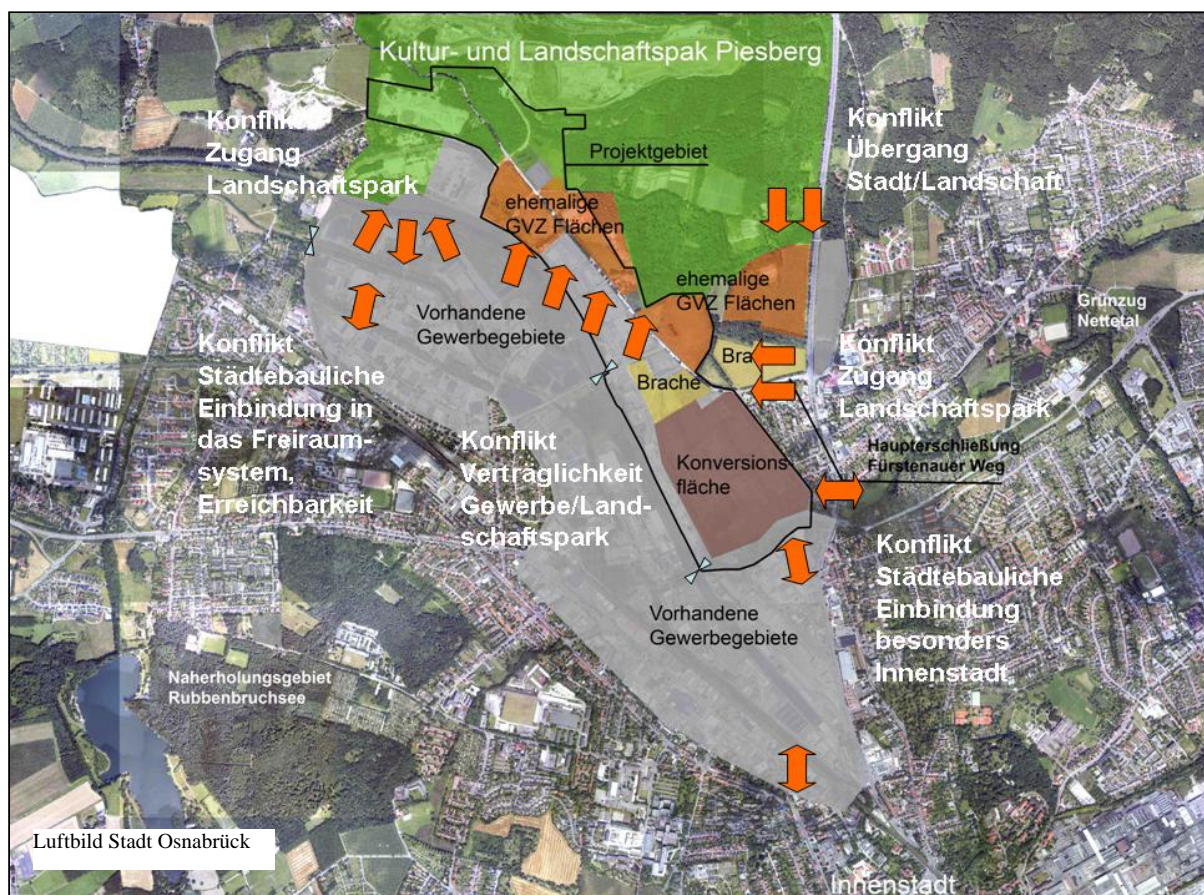 Kultur- und Landschaftspak Piesberg
Konflikt
Zugang
Landschaftspark
Projektgebiet
Konflikt
Übergang
Stadt/Landschaft
ehemalige
GVZ Flächen
ehemalige
GVZ Flächen
Grünzug
Nettetal
Vorhandene
Gewerbegebiete
Bra
Brache
Konflikt
Zugang
Landschaftspark
Konflikt
Städtebauliche
Einbindung in
das Freiraum-
system,
Erreichbarkeit
Konflikt
Verträglichkeit
Gewerbe/Land-
schaftspark
Konversions-
fläche
Haupterschließung
Fürstenauer Weg
Konflikt
Städtebauliche
Einbindung
besonders
Innenstadt
Vorhandene
Gewerbegebiete
Naherholungsgebiet
Rubbenbruchsee
Luftbild Stadt Osnabrück
Innenstadt